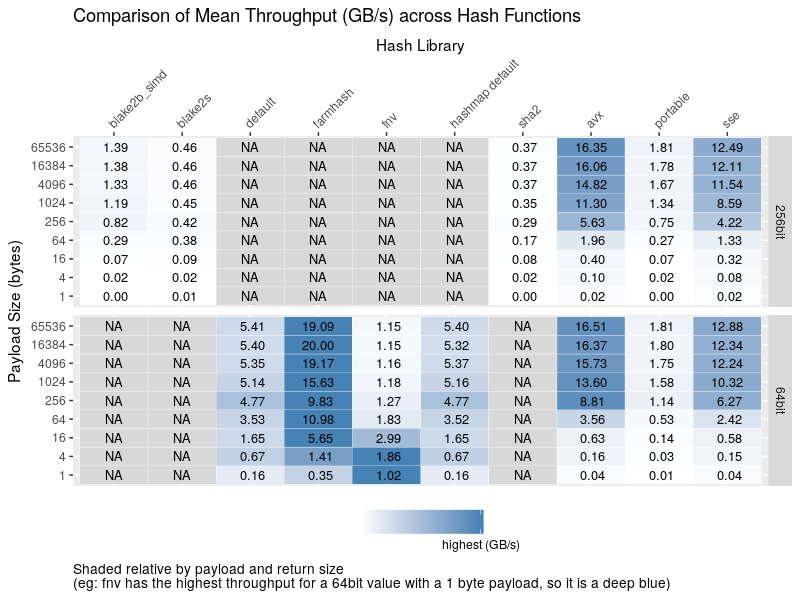 Comparison of Mean Throughput (GB/s) across Hash Functions
Hash Library
blake2b_simd blake2s default farmhash fnv hashmap default sha2 avx portable sse
Payload Size (bytes)
65536 1.39 0.46 NA NA NA NA 0.37 16.35 1.81 12.49
16384 1.38 0.46 NA NA NA NA 0.37 16.06 1.78 12.11
4096 1.33 0.46 NA NA NA NA 0.37 14.82 1.67 11.54
1024 1.19 0.45 NA NA NA NA 0.35 11.30 1.34 8.59
256 0.82 0.42 NA NA NA NA 0.29 5.63 0.75 4.22
64 0.29 0.38 NA NA NA NA 0.17 1.96 0.27 1.33
16 0.07 0.09 NA NA NA NA 0.08 0.40 0.07 0.32
4 0.02 0.02 NA NA NA NA 0.02 0.10 0.02 0.08
1 0.00 0.01 NA NA NA NA 0.00 0.02 0.00 0.02
256bit
65536 NA NA 5.41 19.09 1.15 5.40 NA 16.51 1.81 12.88
16384 NA NA 5.40 20.00 1.15 5.32 NA 16.37 1.80 12.34
4096 NA NA 5.35 19.17 1.16 5.37 NA 15.73 1.75 12.24
1024 NA NA 5.14 15.63 1.18 5.16 NA 13.60 1.58 10.32
256 NA NA 4.77 9.83 1.27 4.77 NA 8.81 1.14 6.27
64 NA NA 3.53 10.98 1.83 3.52 NA 3.56 0.53 2.42
16 NA NA 1.65 5.65 2.99 1.65 NA 0.63 0.14 0.58
4 NA NA 0.67 1.41 1.86 0.67 NA 0.16 0.03 0.15
1 NA NA 0.16 0.35 1.02 0.16 NA 0.04 0.01 0.04
64bit
highest (GB/s)
Shaded relative by payload and return size
(eg: fnv has the highest throughput for a 64bit value with a 1 byte payload, so it is a deep blue)